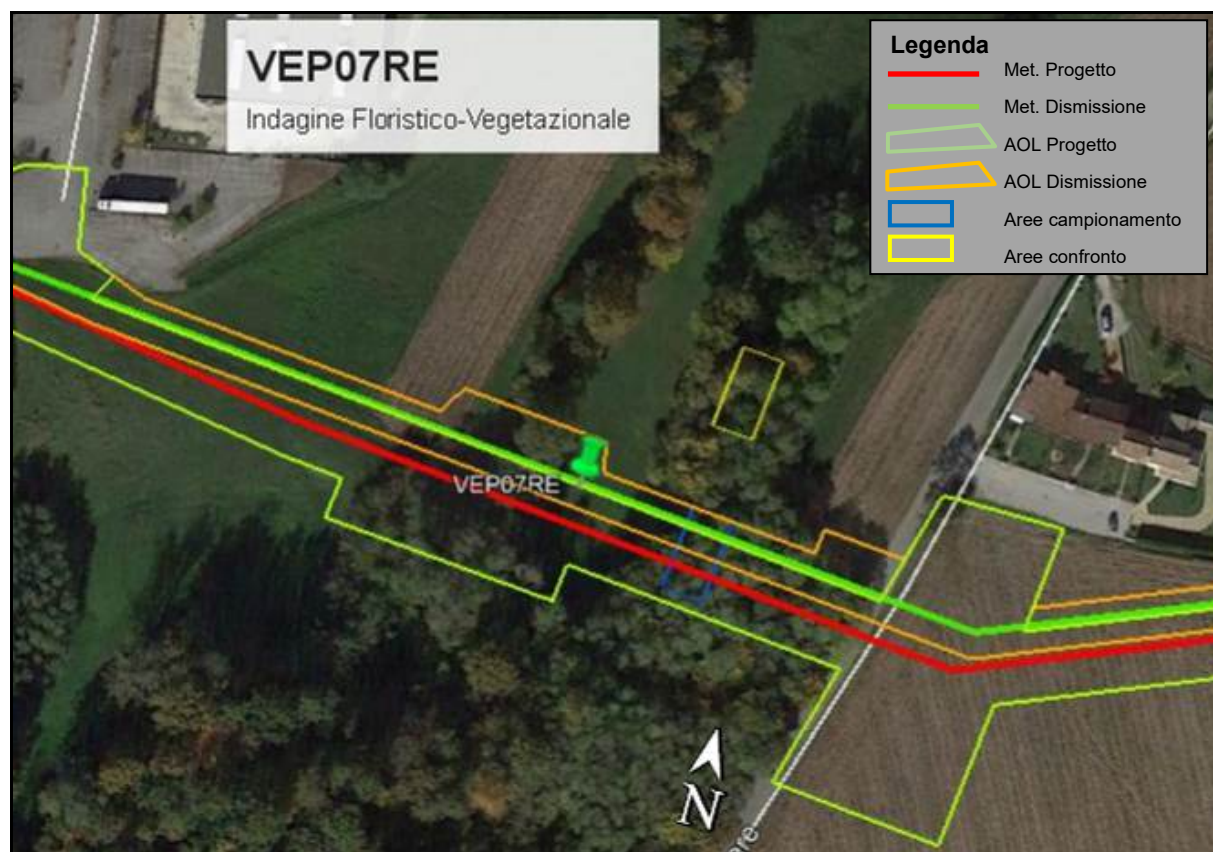 VEP07RE
Indagine Floristico-Vegetazionale
Legenda
Met. Progetto
Met. Dismissione
AOL Progetto
AOL Dismissione
Aree campionamento
Aree confronto
VEP07RE
N